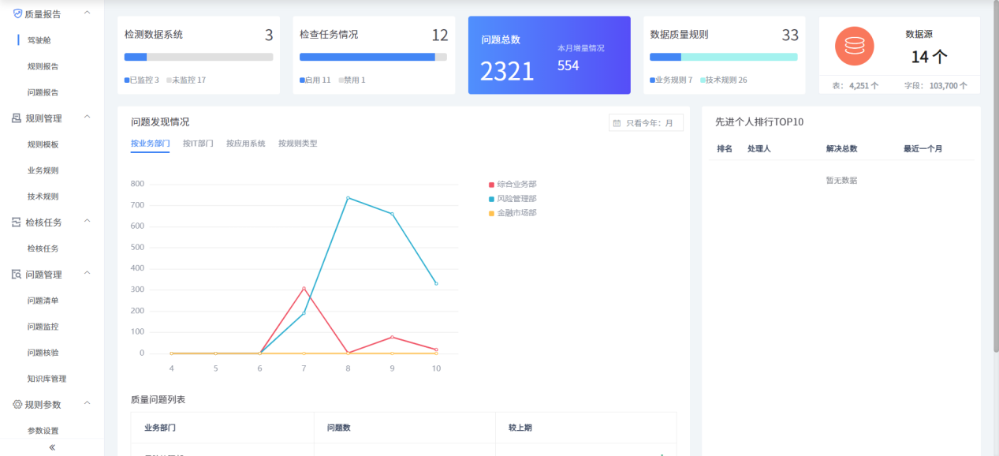 质量报告
驾驶舱
规则报告
问题报告
规则管理
规则模板
业务规则
技术规则
检核任务
检核任务
问题管理
问题清单
问题监控
问题核验
知识库管理
规则参数
参数设置
检测数据系统 3
已监控 3 未监控 17
检查任务情况 12
启用 11 禁用 1
问题总数
2321
本月增量情况
554
数据质量规则 33
业务规则 7 技术规则 26
数据源
14 个
表: 4,251 个 字段: 103,700 个
问题发现情况
只看今年: 月
按业务部门 按IT部门 按应用系统 按规则类型
800
700
600
500
400
300
200
100
0
4 5 6 7 8 9 10
综合业务部
风险管理部
金融市场部
质量问题列表
业务部门 问题数 较上期
先进个人排行TOP10
排名 处理人 解决总数 最近一个月
暂无数据